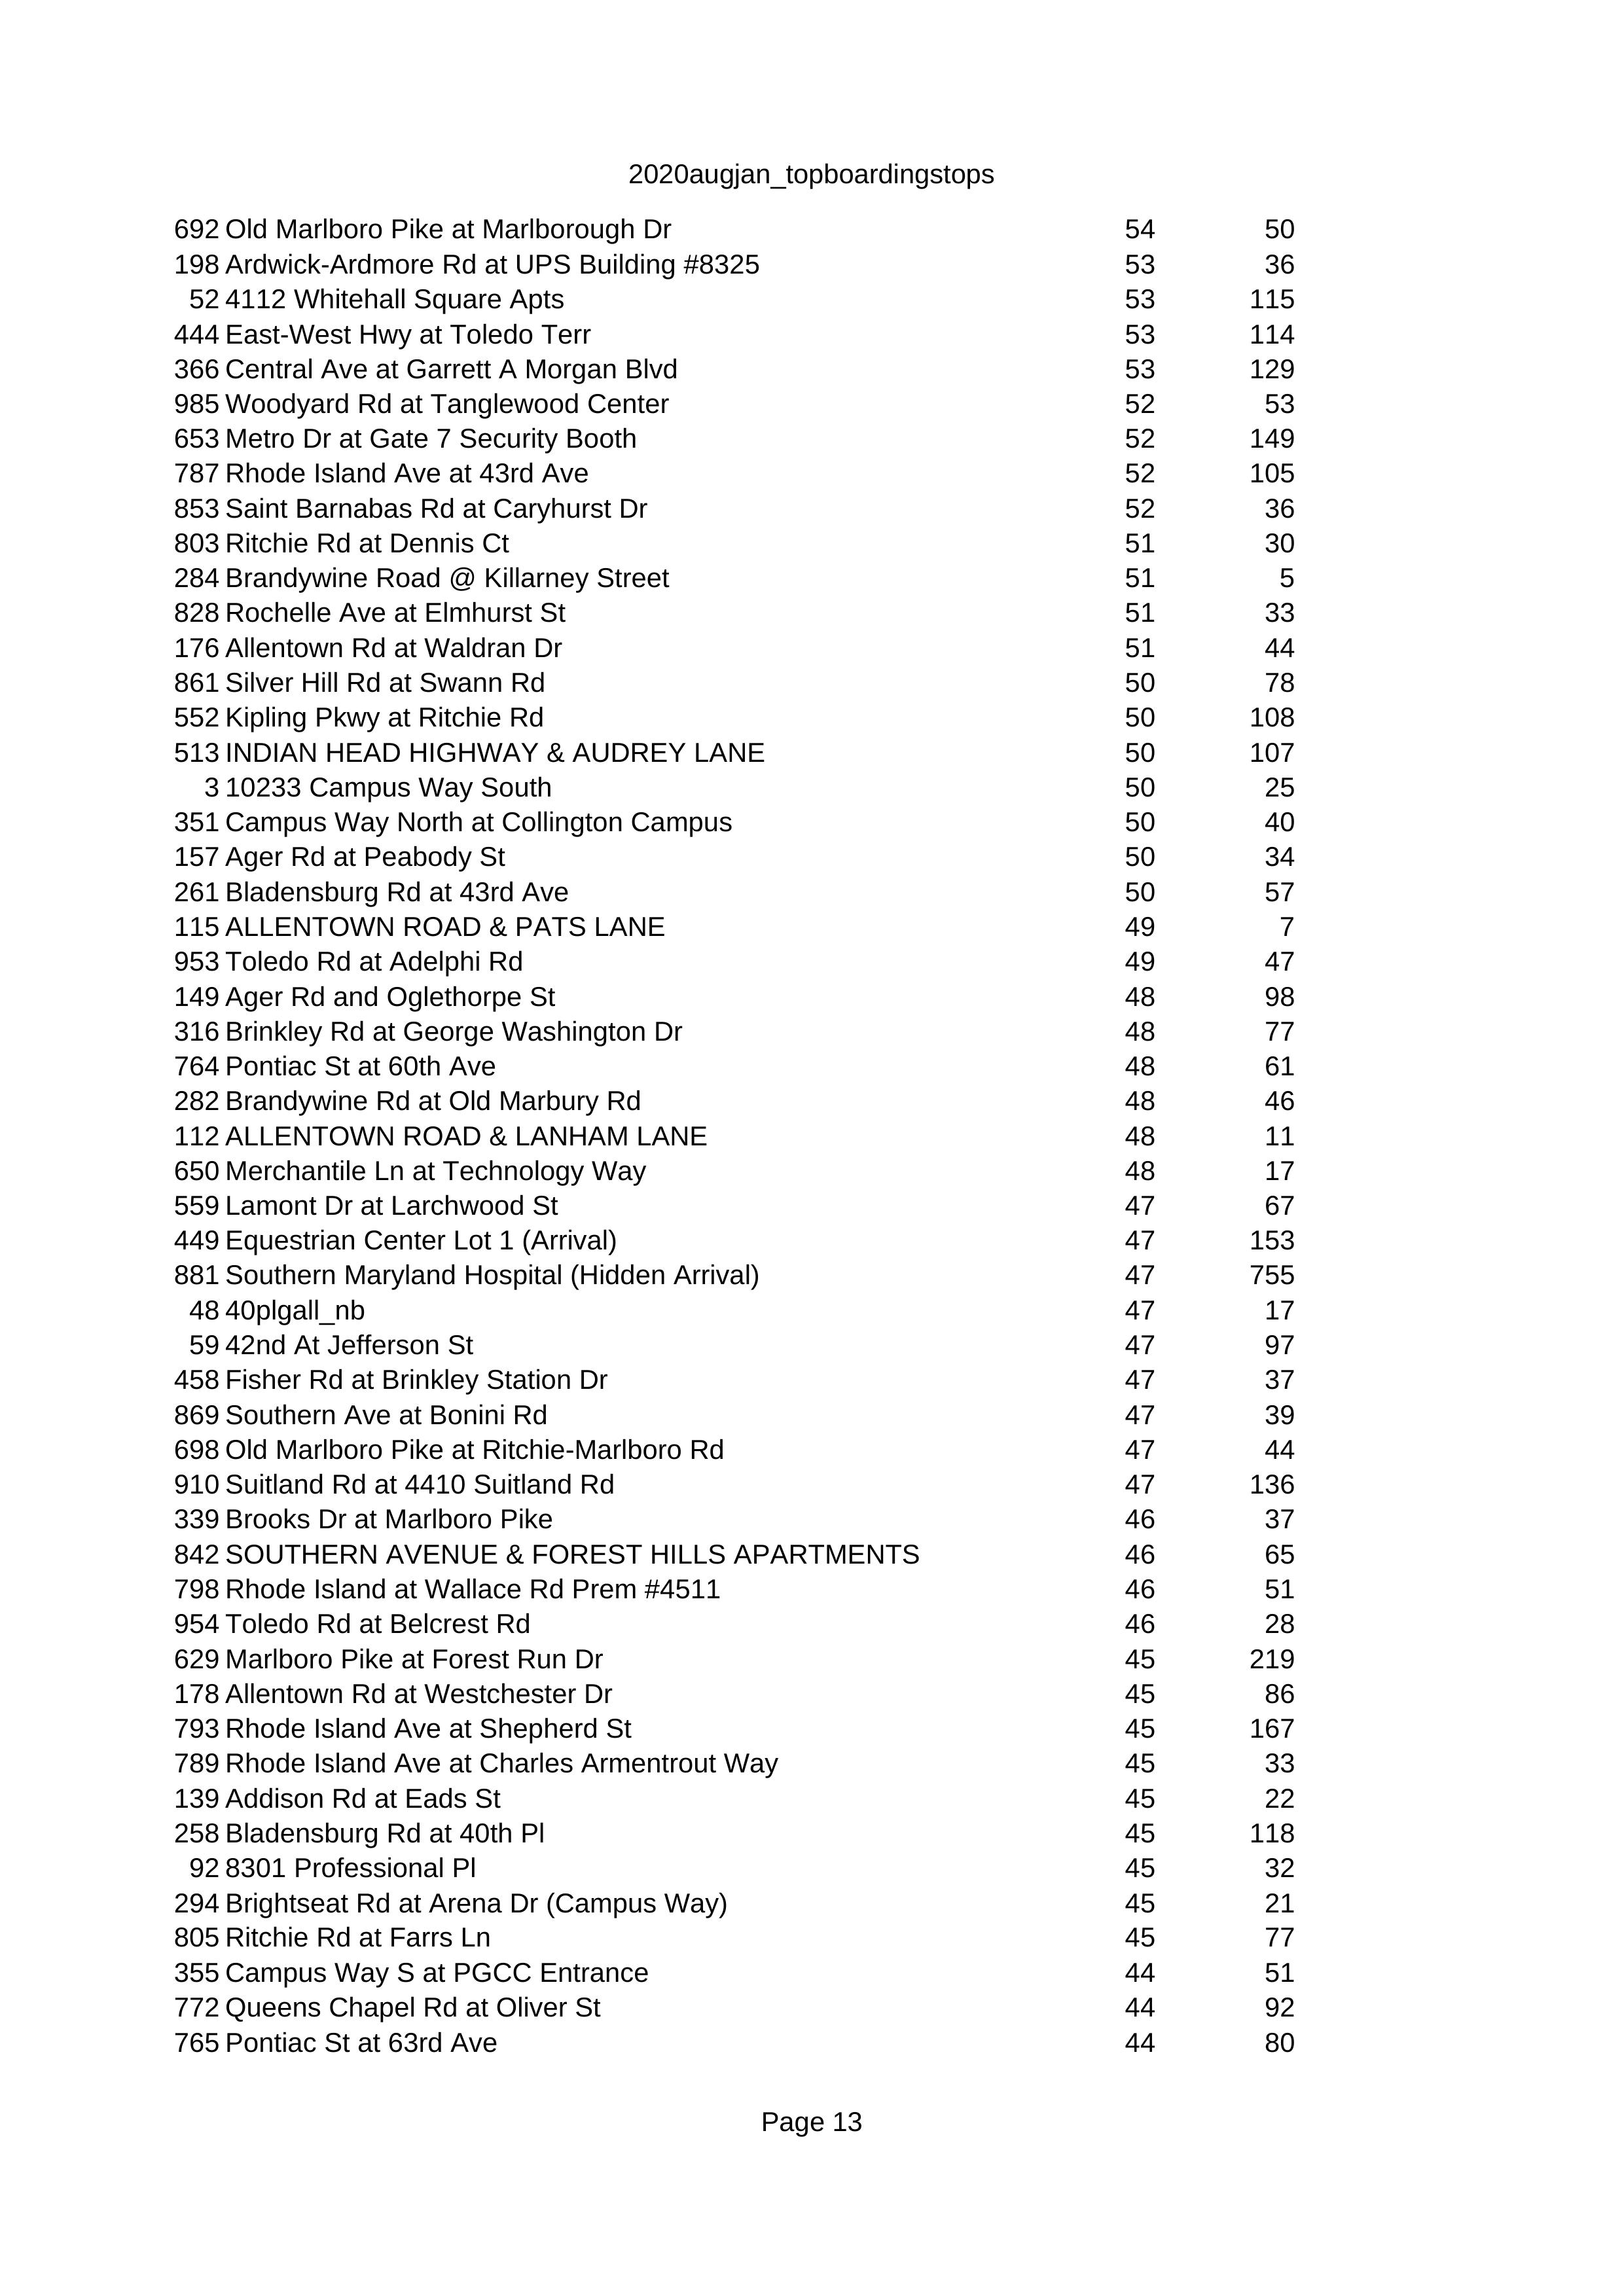 2020augjan_topboardingstops
692 Old Marlboro Pike at Marlborough Dr 54 50
198 Ardwick-Ardmore Rd at UPS Building #8325 53 36
52 4112 Whitehall Square Apts 53 115
444 East-West Hwy at Toledo Terr 53 114
366 Central Ave at Garrett A Morgan Blvd 53 129
985 Woodyard Rd at Tanglewood Center 52 53
653 Metro Dr at Gate 7 Security Booth 52 149
787 Rhode Island Ave at 43rd Ave 52 105
853 Saint Barnabas Rd at Caryhurst Dr 52 36
803 Ritchie Rd at Dennis Ct 51 30
284 Brandywine Road @ Killarney Street 51 5
828 Rochelle Ave at Elmhurst St 51 33
176 Allentown Rd at Waldran Dr 51 44
861 Silver Hill Rd at Swann Rd 50 78
552 Kipling Pkwy at Ritchie Rd 50 108
513 INDIAN HEAD HIGHWAY & AUDREY LANE 50 107
3 10233 Campus Way South 50 25
351 Campus Way North at Collington Campus 50 40
157 Ager Rd at Peabody St 50 34
261 Bladensburg Rd at 43rd Ave 50 57
115 ALLENTOWN ROAD & PATS LANE 49 7
953 Toledo Rd at Adelphi Rd 49 47
149 Ager Rd and Oglethorpe St 48 98
316 Brinkley Rd at George Washington Dr 48 77
764 Pontiac St at 60th Ave 48 61
282 Brandywine Rd at Old Marbury Rd 48 46
112 ALLENTOWN ROAD & LANHAM LANE 48 11
650 Merchantile Ln at Technology Way 48 17
559 Lamont Dr at Larchwood St 47 67
449 Equestrian Center Lot 1 (Arrival) 47 153
881 Southern Maryland Hospital (Hidden Arrival) 47 755
48 40plgall_nb 47 17
59 42nd At Jefferson St 47 97
458 Fisher Rd at Brinkley Station Dr 47 37
869 Southern Ave at Bonini Rd 47 39
698 Old Marlboro Pike at Ritchie-Marlboro Rd 47 44
910 Suitland Rd at 4410 Suitland Rd 47 136
339 Brooks Dr at Marlboro Pike 46 37
842 SOUTHERN AVENUE & FOREST HILLS APARTMENTS 46 65
798 Rhode Island at Wallace Rd Prem #4511 46 51
954 Toledo Rd at Belcrest Rd 46 28
629 Marlboro Pike at Forest Run Dr 45 219
178 Allentown Rd at Westchester Dr 45 86
793 Rhode Island Ave at Shepherd St 45 167
789 Rhode Island Ave at Charles Armentrout Way 45 33
139 Addison Rd at Eads St 45 22
258 Bladensburg Rd at 40th Pl 45 118
92 8301 Professional Pl 45 32
294 Brightseat Rd at Arena Dr (Campus Way) 45 21
805 Ritchie Rd at Farrs Ln 45 77
355 Campus Way S at PGCC Entrance 44 51
772 Queens Chapel Rd at Oliver St 44 92
765 Pontiac St at 63rd Ave 44 80
Page 13